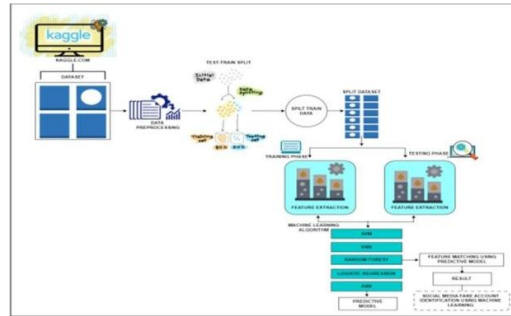 kaggle
KAGGLE.COM
DATASET
DATA
PREPROCESSING
TEST-TRAIN SPLIT
Initial
Data
Data
Training
set
Testing
set
80%
SPLIT TRAIN
DATA
SPLIT DATASET
TRAINING PHASE
TESTING PHASE
FEATURE EXTRACTION
FEATURE EXTRACTION
MACHINE LEARNING
ALGORITHM
RANDOM FOREST
LOGISTIC REGRESSION
PREDICTIVE
MODEL
FEATURE MATCHING USING
PREDICTIVE MODEL
RESULT
SOCIAL MEDIA FAKE ACCOUNT
IDENTIFICATION USING MACHINE
LEARNING